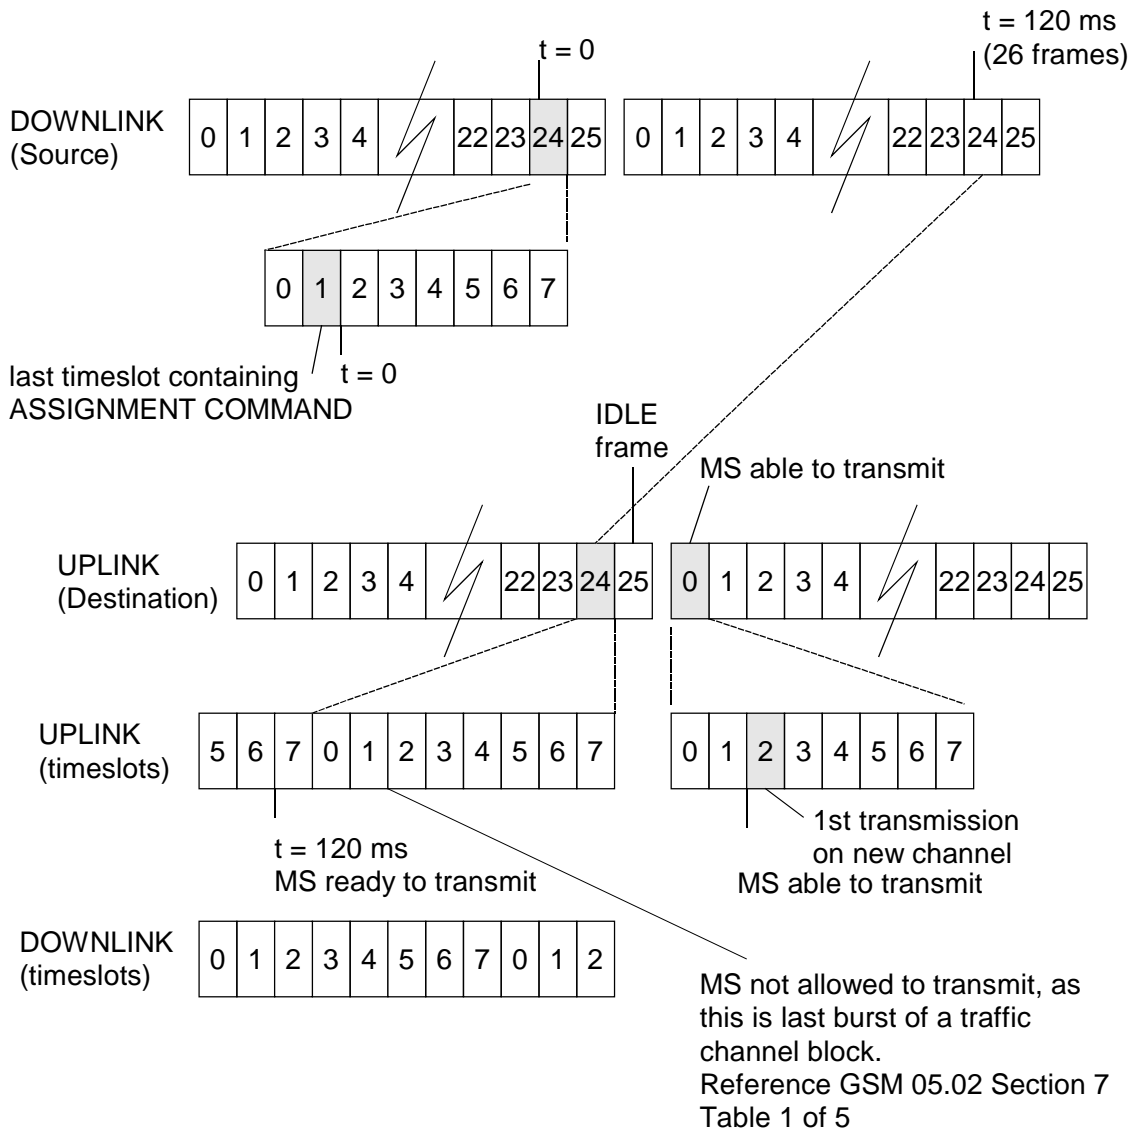 t = 120 ms
(26 frames)
t = 0
DOWNLINK
(Source)
0 1 2 3 4 22 23 24 25
0 1 2 3 4 22 23 24 25
0 1 2 3 4 5 6 7
last timeslot containing
ASSIGNMENT COMMAND
t = 0
IDLE
frame
MS able to transmit
UPLINK
(Destination)
0 1 2 3 4 22 23 24 25
0 1 2 3 4 22 23 24 25
UPLINK
(timeslots)
5 6 7 0 1 2 3 4 5 6 7
0 1 2 3 4 5 6 7
t = 120 ms
MS ready to transmit
1st transmission
on new channel
MS able to transmit
DOWNLINK
(timeslots)
0 1 2 3 4 5 6 7 0 1 2
MS not allowed to transmit, as
this is last burst of a traffic
channel block.
Reference GSM 05.02 Section 7
Table 1 of 5